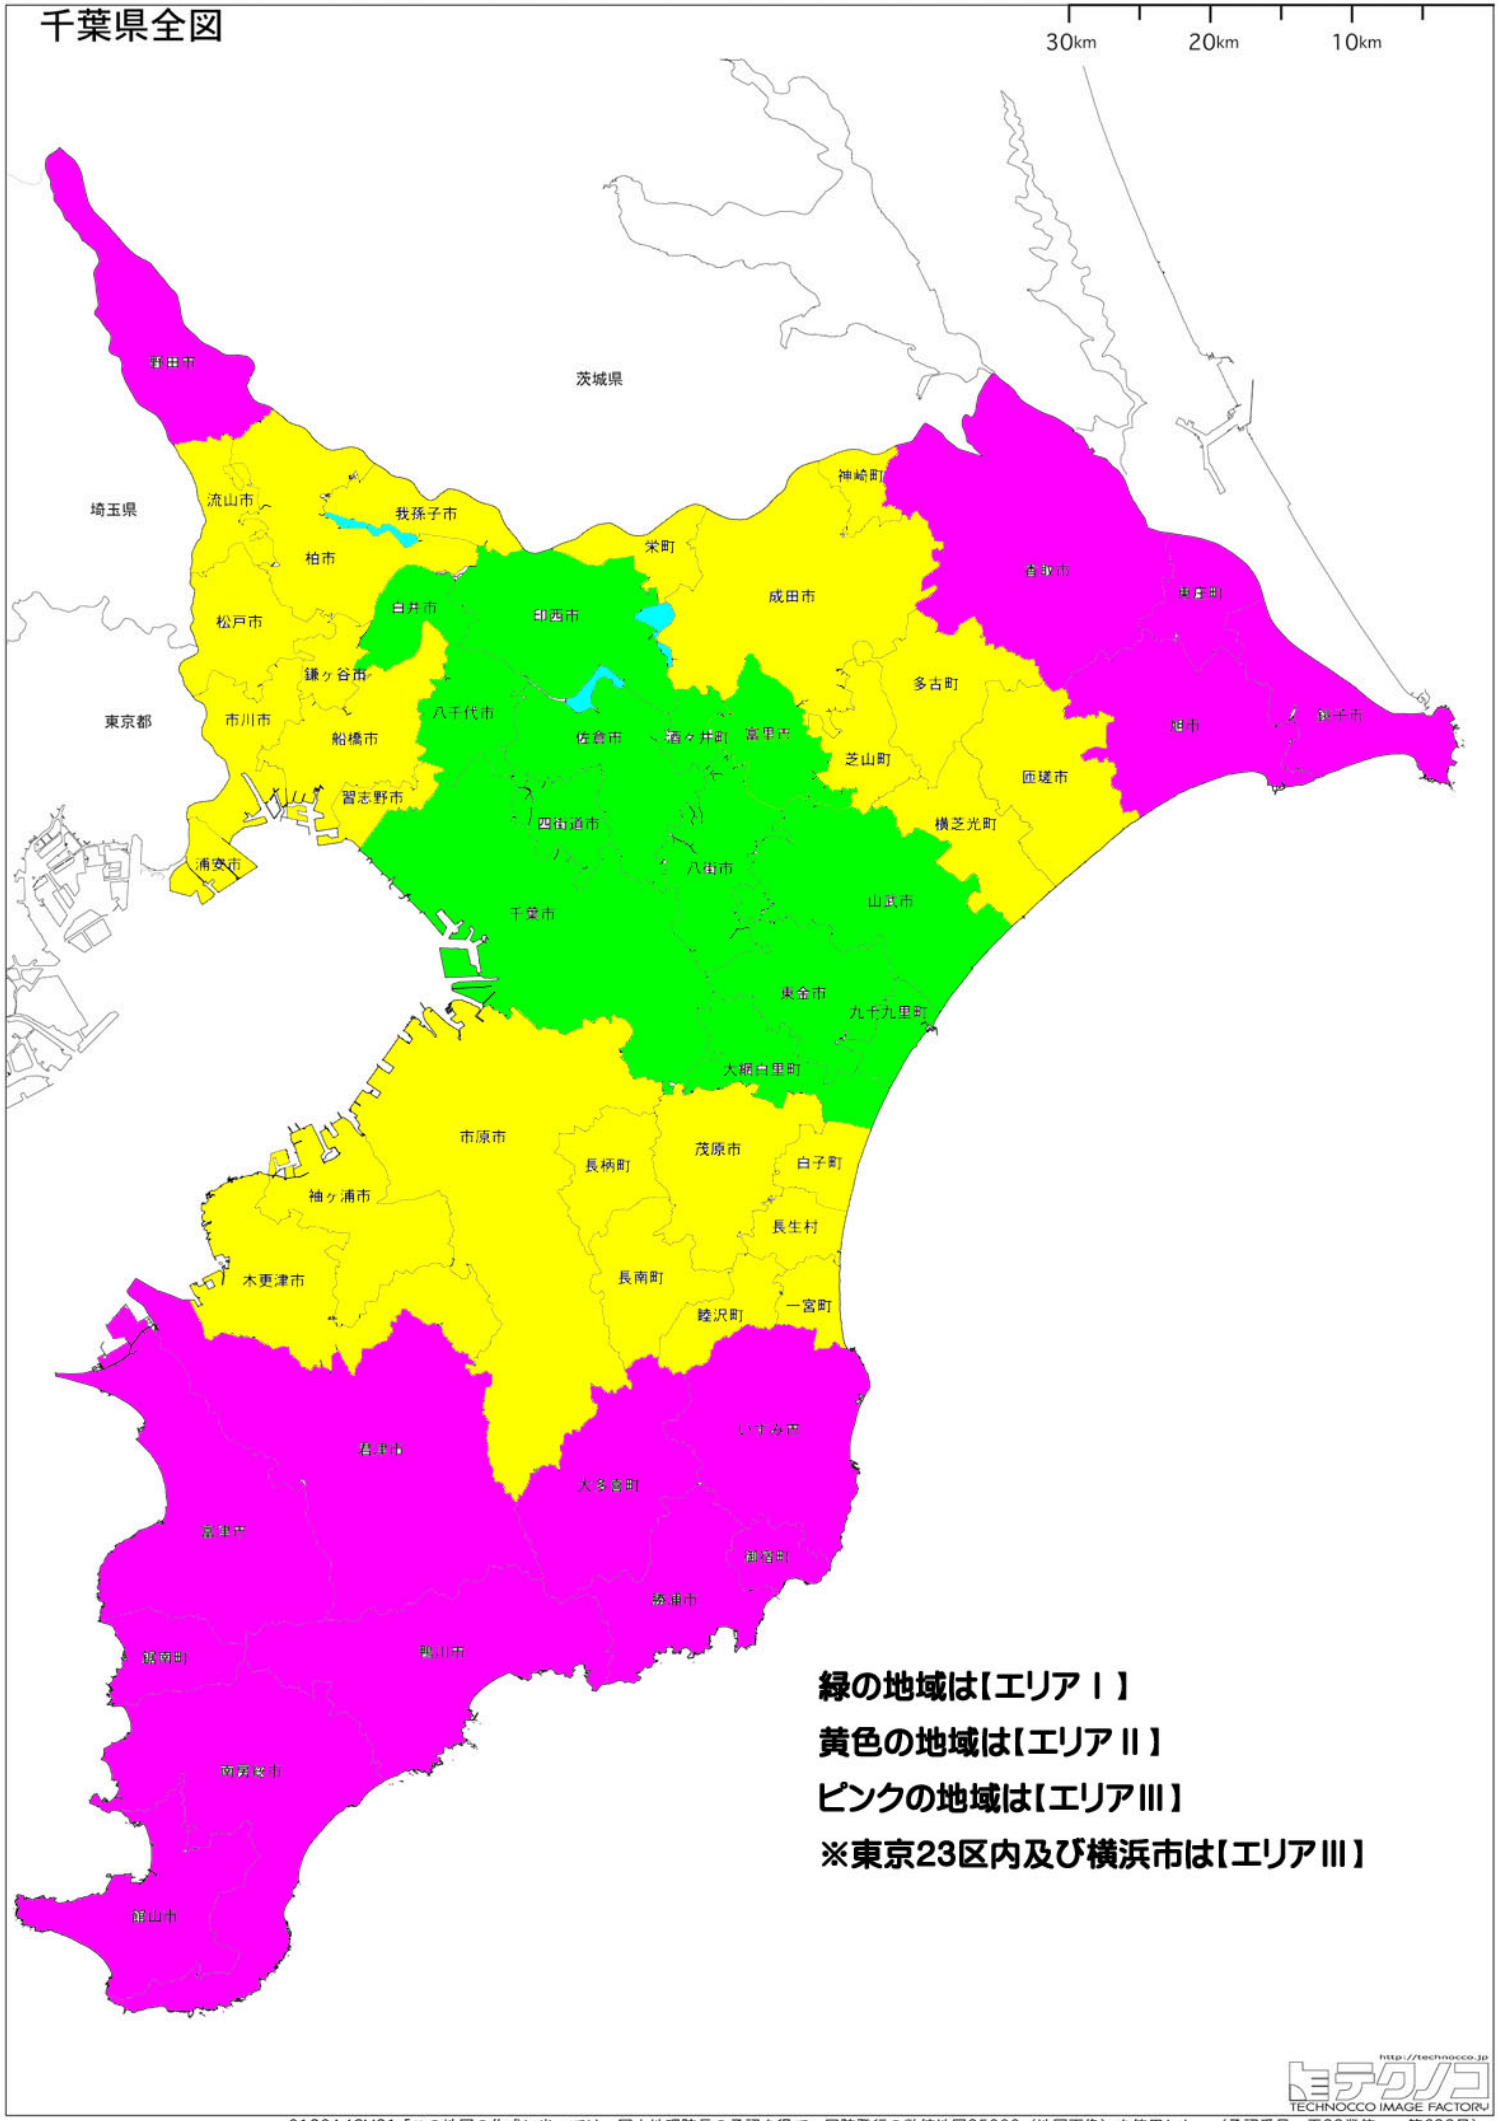 千葉県全図
30km 20km 10km
野田市
茨城県
神崎町
流山市
我孫子市
埼玉県
栄町
柏市
香取市
東庄町
成田市
白井市
印西市
松戸市
鎌ヶ谷市
多古町
八千代市
市川市
東京都
船橋市
佐倉市
酒々井町
富里市
旭市
銚子市
芝山町
匝瑳市
習志野市
四街道市
横芝光町
浦安市
八街市
山武市
千葉市
東金市
九十九里町
大網白里町
市原市
茂原市
長柄町
白子町
袖ヶ浦市
長生村
木更津市
長南町
一宮町
睦沢町
いすみ市
君津市
大多喜町
富津市
御宿町
勝浦市
鴨川市
鋸南町
緑の地域は【エリアⅠ】
黄色の地域は【エリアⅡ】
南房総市
ピンクの地域は【エリアⅢ】
※東京23区内及び横浜市は【エリアⅢ】
館山市
http://technocco.jp
テクノコ
TECHNOCCO IMAGE FACTORY